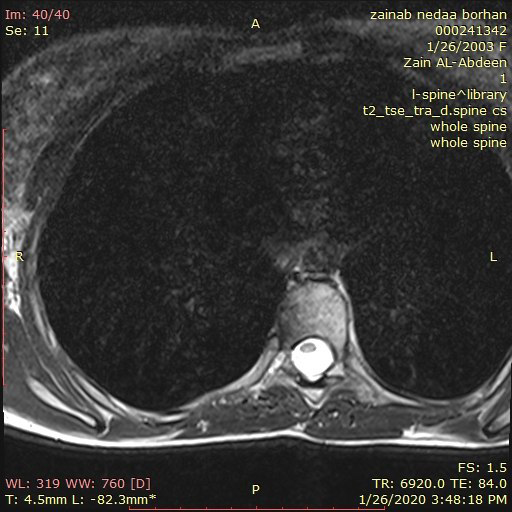 Im: 40/40
Se: 11
A
zainab nedaa borhan
000241342
1/26/2003 F
Zain AL-Abdeen
1
l-spine^library
t2_tse_tra_d.spine cs
whole spine
whole spine
R
L
WL: 319 WW: 760 [D]
T: 4.5mm L: -82.3mm*
P
FS: 1.5
TR: 6920.0 TE: 84.0
1/26/2020 3:48:18 PM